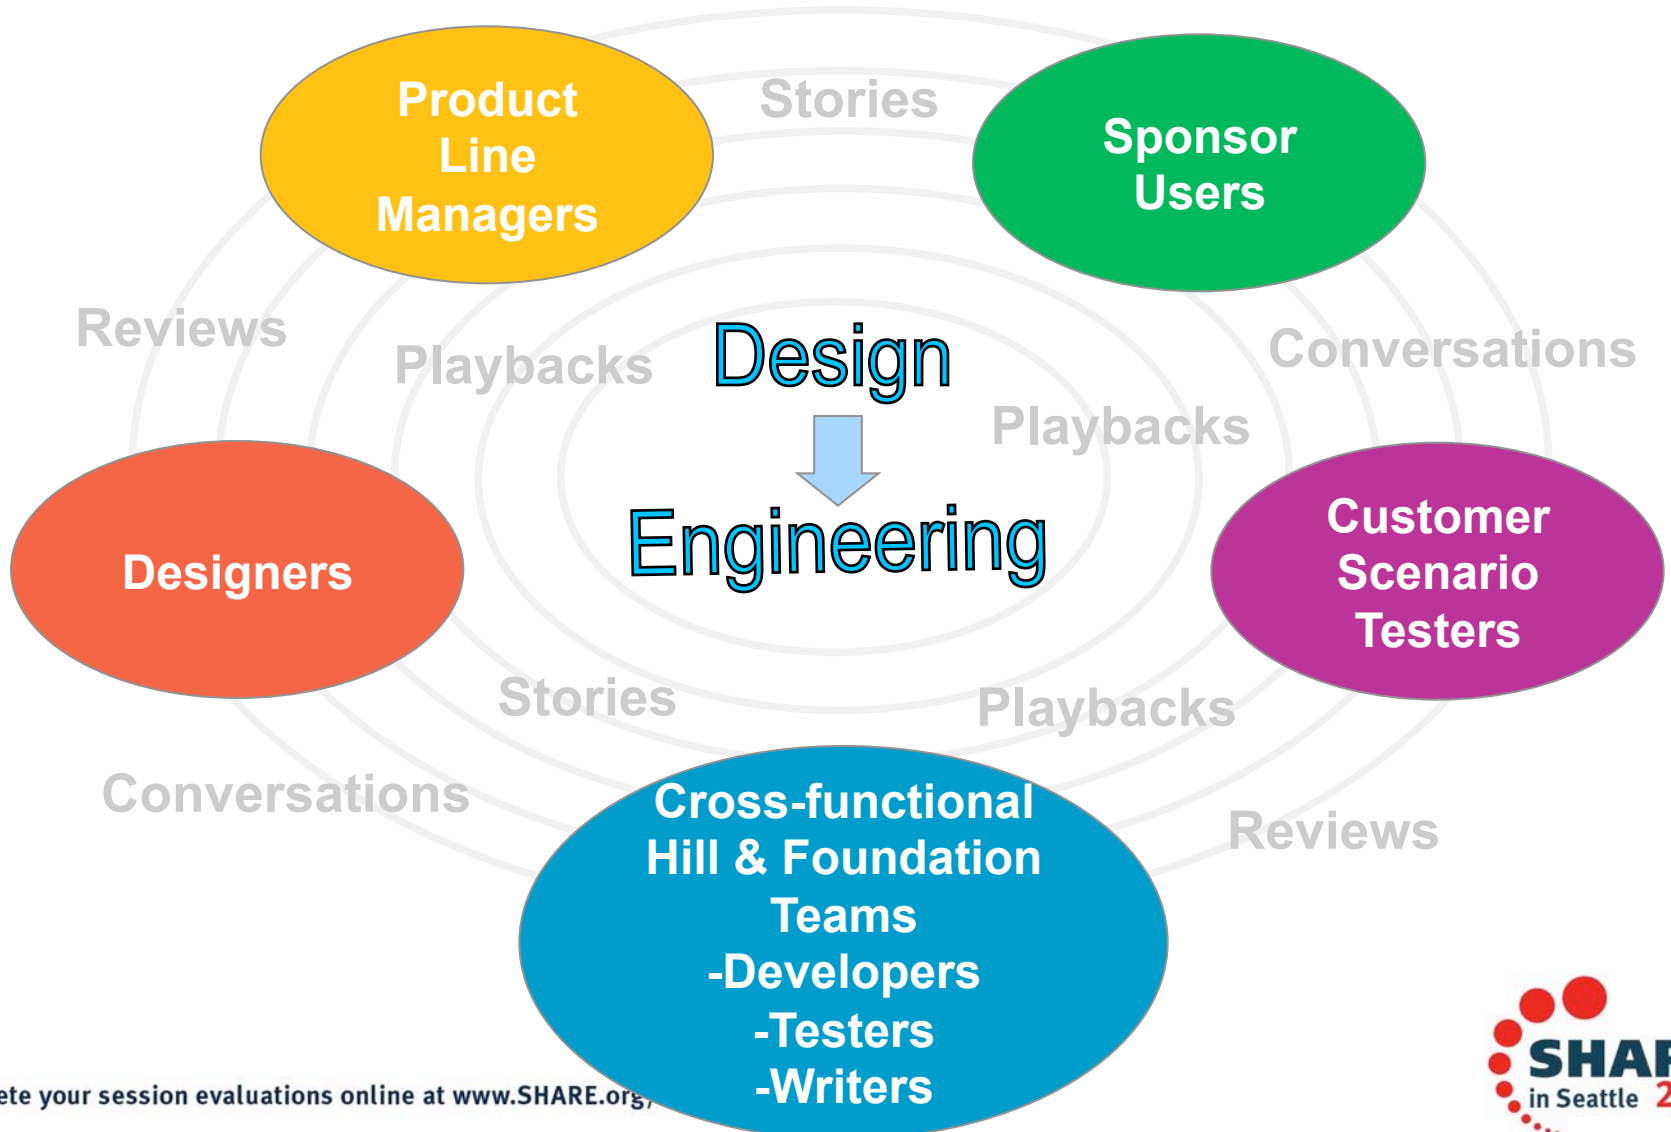 Product
Line
Managers
Stories
Sponsor
Users
Reviews
Playbacks
Design
Conversations
Playbacks
Designers
Engineering
Customer
Scenario
Testers
Stories
Playbacks
Conversations
Reviews
Cross-functional
Hill & Foundation
Teams
-Developers
-Testers
-Writers
your session evaluations online at www.SHARE.org/
in Seattle